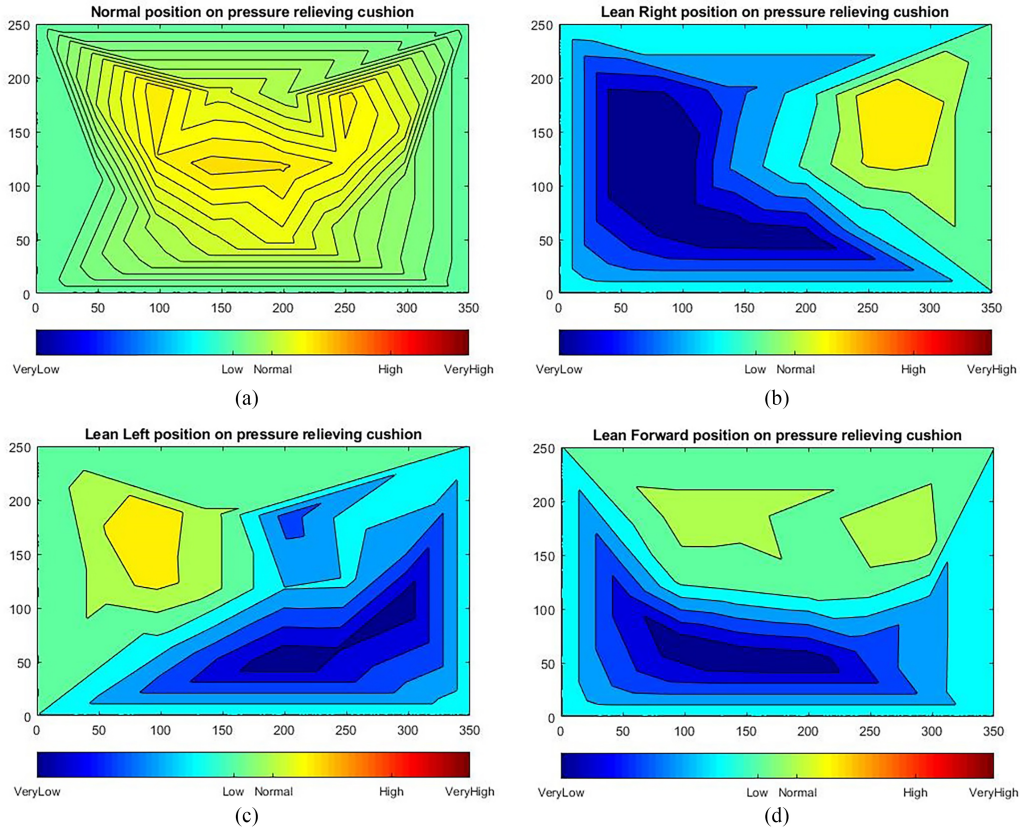 Normal position on pressure relieving cushion
250
200
150
100
50
0
0 50 100 150 200 250 300 350
VeryLow Low Normal High VeryHigh
(a)
Lean Right position on pressure relieving cushion
250
200
150
100
50
0
0 50 100 150 200 250 300 350
VeryLow Low Normal High VeryHigh
(b)
Lean Left position on pressure relieving cushion
250
200
150
100
50
0
0 50 100 150 200 250 300 350
VeryLow Low Normal High VeryHigh
(c)
Lean Forward position on pressure relieving cushion
250
200
150
100
50
0
0 50 100 150 200 250 300 350
VeryLow Low Normal High VeryHigh
(d)